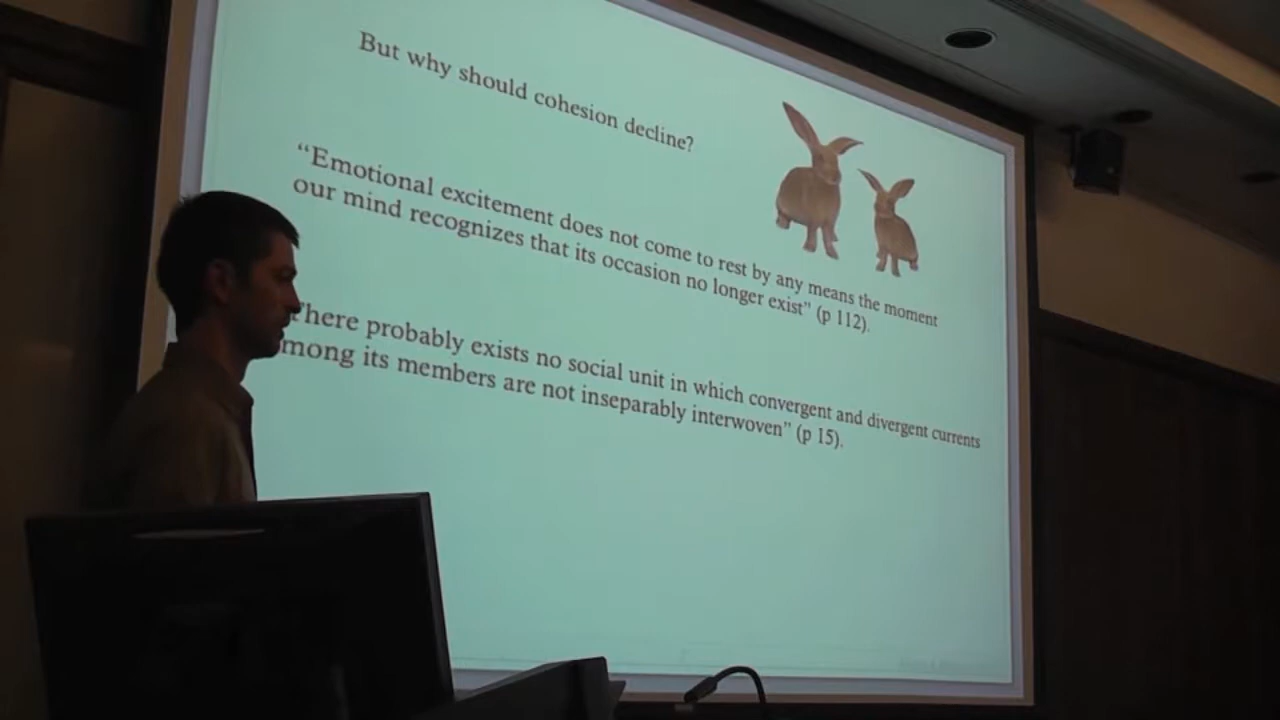 But why should cohesion decline?
“Emotional excitement does not come to rest by any means the moment
our mind recognizes that its occasion no longer exist” (p 112).
There probably exists no social unit in which convergent and divergent currents
among its members are not inseparably interwoven” (p 15).